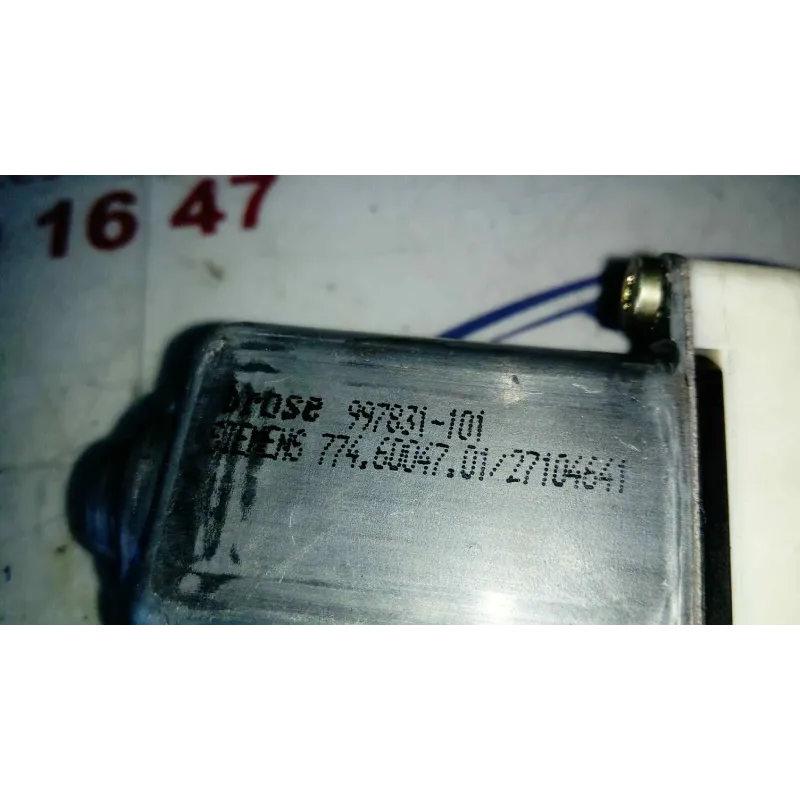 16 47
brose 997831-101
SIEMENS 774.60047.01/27104641